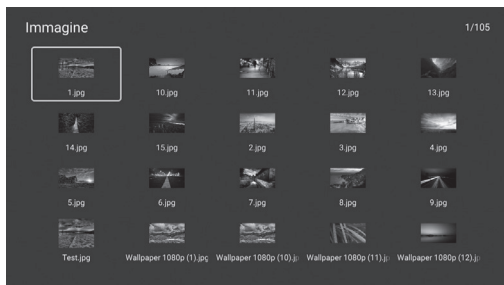 Immagine 1/105
1.jpg 10.jpg 11.jpg 12.jpg 13.jpg
14.jpg 15.jpg 2.jpg 3.jpg 4.jpg
5.jpg 6.jpg 7.jpg 8.jpg 9.jpg
Test.jpg Wallpaper 1080p (1).jpg Wallpaper 1080p (10).jp Wallpaper 1080p (11).jp Wallpaper 1080p (12).jp